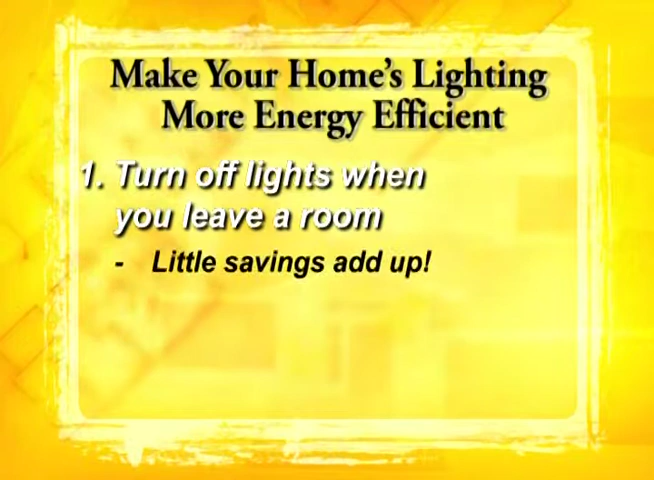 Make Your Home's Lighting
More Energy Efficient
1. Turn off lights when
you leave a room
- Little savings add up!